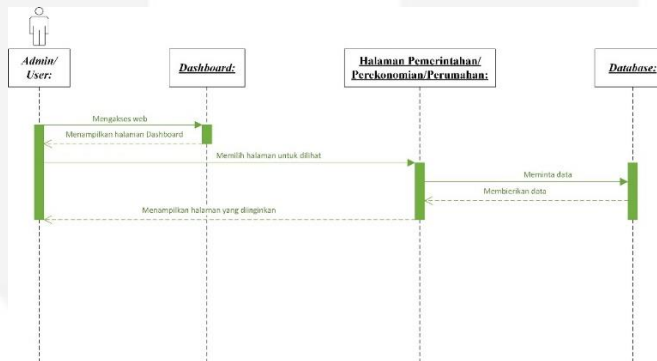 Admin/
User:
Dashboard:
Halaman Pemerintahan/
Perekonomian/Perumahan:
Database:
Mengakses web
Menampilkan halaman Dashboard
Memilih halaman untuk dilihat
Meminta data
Membierikan data
Menampilkan halaman yang diinginkan